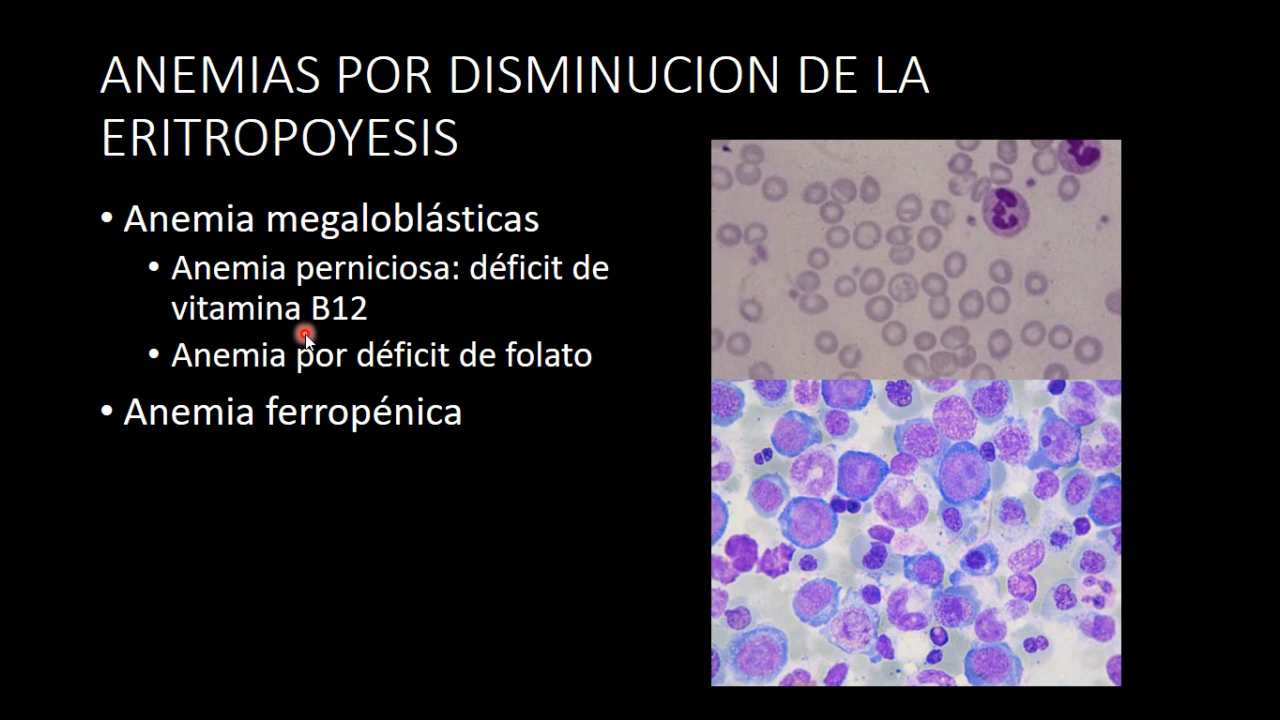 ANEMIAS POR DISMINUCION DE LA
ERITROPOYESIS
• Anemia megaloblásticas
• Anemia perniciosa: déficit de
vitamina B12
• Anemia por déficit de folato
• Anemia ferropénica